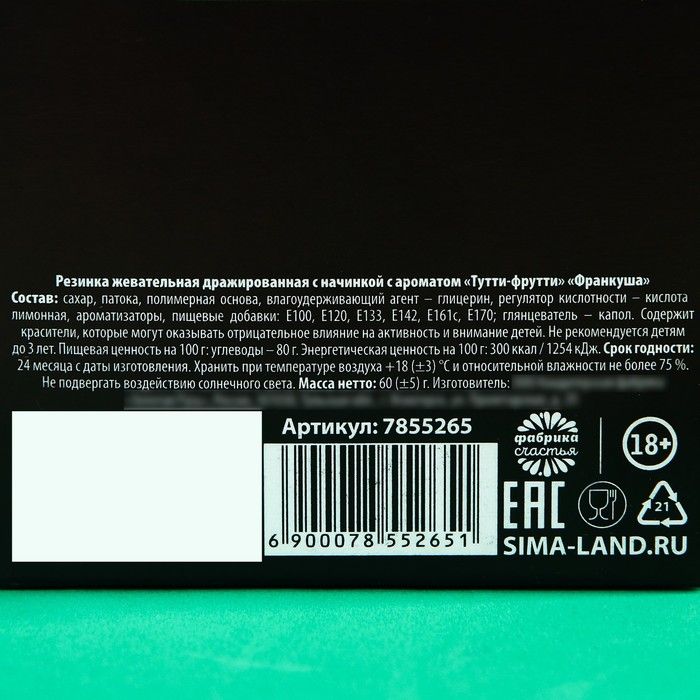 Резинка жевательная дражированная с начинкой с ароматом «Тутти-фрутти» «Франкуша»
Состав: сахар, патока, полимерная основа, влагоудерживающий агент – глицерин, регулятор кислотности – кислота
лимонная, ароматизаторы, пищевые добавки: Е100, Е120, Е133, Е142, Е161с, Е170; глянцеватель – капол. Содержит
красители, которые могут оказывать отрицательное влияние на активность и внимание детей. Не рекомендуется детям
до 3 лет. Пищевая ценность на 100 г: углеводы – 80 г. Энергетическая ценность на 100 г: 300 ккал / 1254 кДж. Срок годности:
24 месяца с даты изготовления. Хранить при температуре воздуха +18 (±3) °С и относительной влажности не более 75 %.
Не подвергать воздействию солнечного света. Масса нетто: 60 (±5) г. Изготовитель:
Артикул: 7855265
6 900078 552651
фабрика
счастья
18+
EAC
21
SIMA-LAND.RU